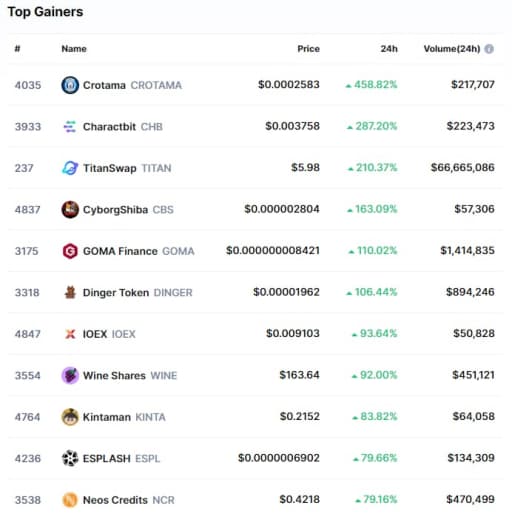 Top Gainers
# Name Price 24h Volume(24h)
4035 Crotama CROTAMA $0.0002583 458.82% $217,707
3933 Charactbit CHB $0.003758 287.20% $223,473
237 TitanSwap TITAN $5.98 210.37% $66,665,086
4837 CyborgShiba CBS $0.000002804 163.09% $57,306
3175 GOMA Finance GOMA $0.000000008421 110.02% $1,414,835
3318 Dinger Token DINGER $0.00001962 106.44% $894,246
4847 IOEX IOEX $0.009103 93.64% $50,828
3554 Wine Shares WINE $163.64 92.00% $451,121
4764 Kintaman KINTA $0.2152 83.82% $64,058
4236 ESPLASH ESPL $0.0000006902 79.66% $134,309
3538 Neos Credits NCR $0.4218 79.16% $470,499